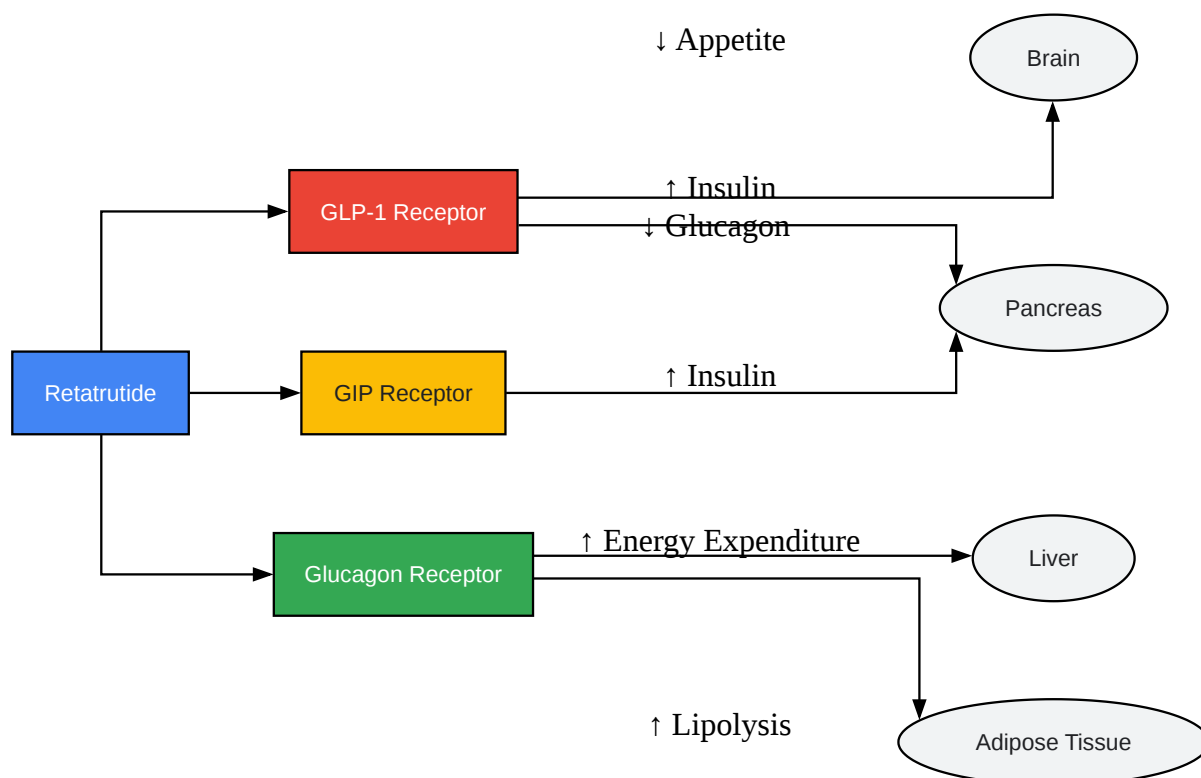 ↓ Appetite
Brain
GLP-1 Receptor
↑ Insulin
↓ Glucagon
Pancreas
Retatrutide
GIP Receptor
↑ Insulin
Glucagon Receptor
↑ Energy Expenditure
Liver
↑ Lipolysis
Adipose Tissue